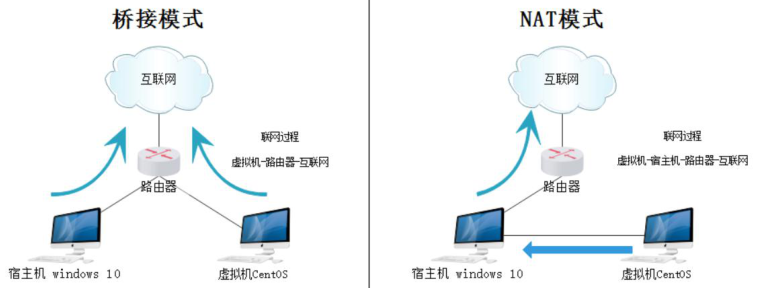 桥接模式
互联网
联网过程
虚拟机-路由器-互联网
路由器
宿主机 windows 10
虚拟机CentOS
NAT模式
互联网
联网过程
虚拟机-宿主机-路由器-互联网
路由器
宿主机 windows 10
虚拟机CentOS